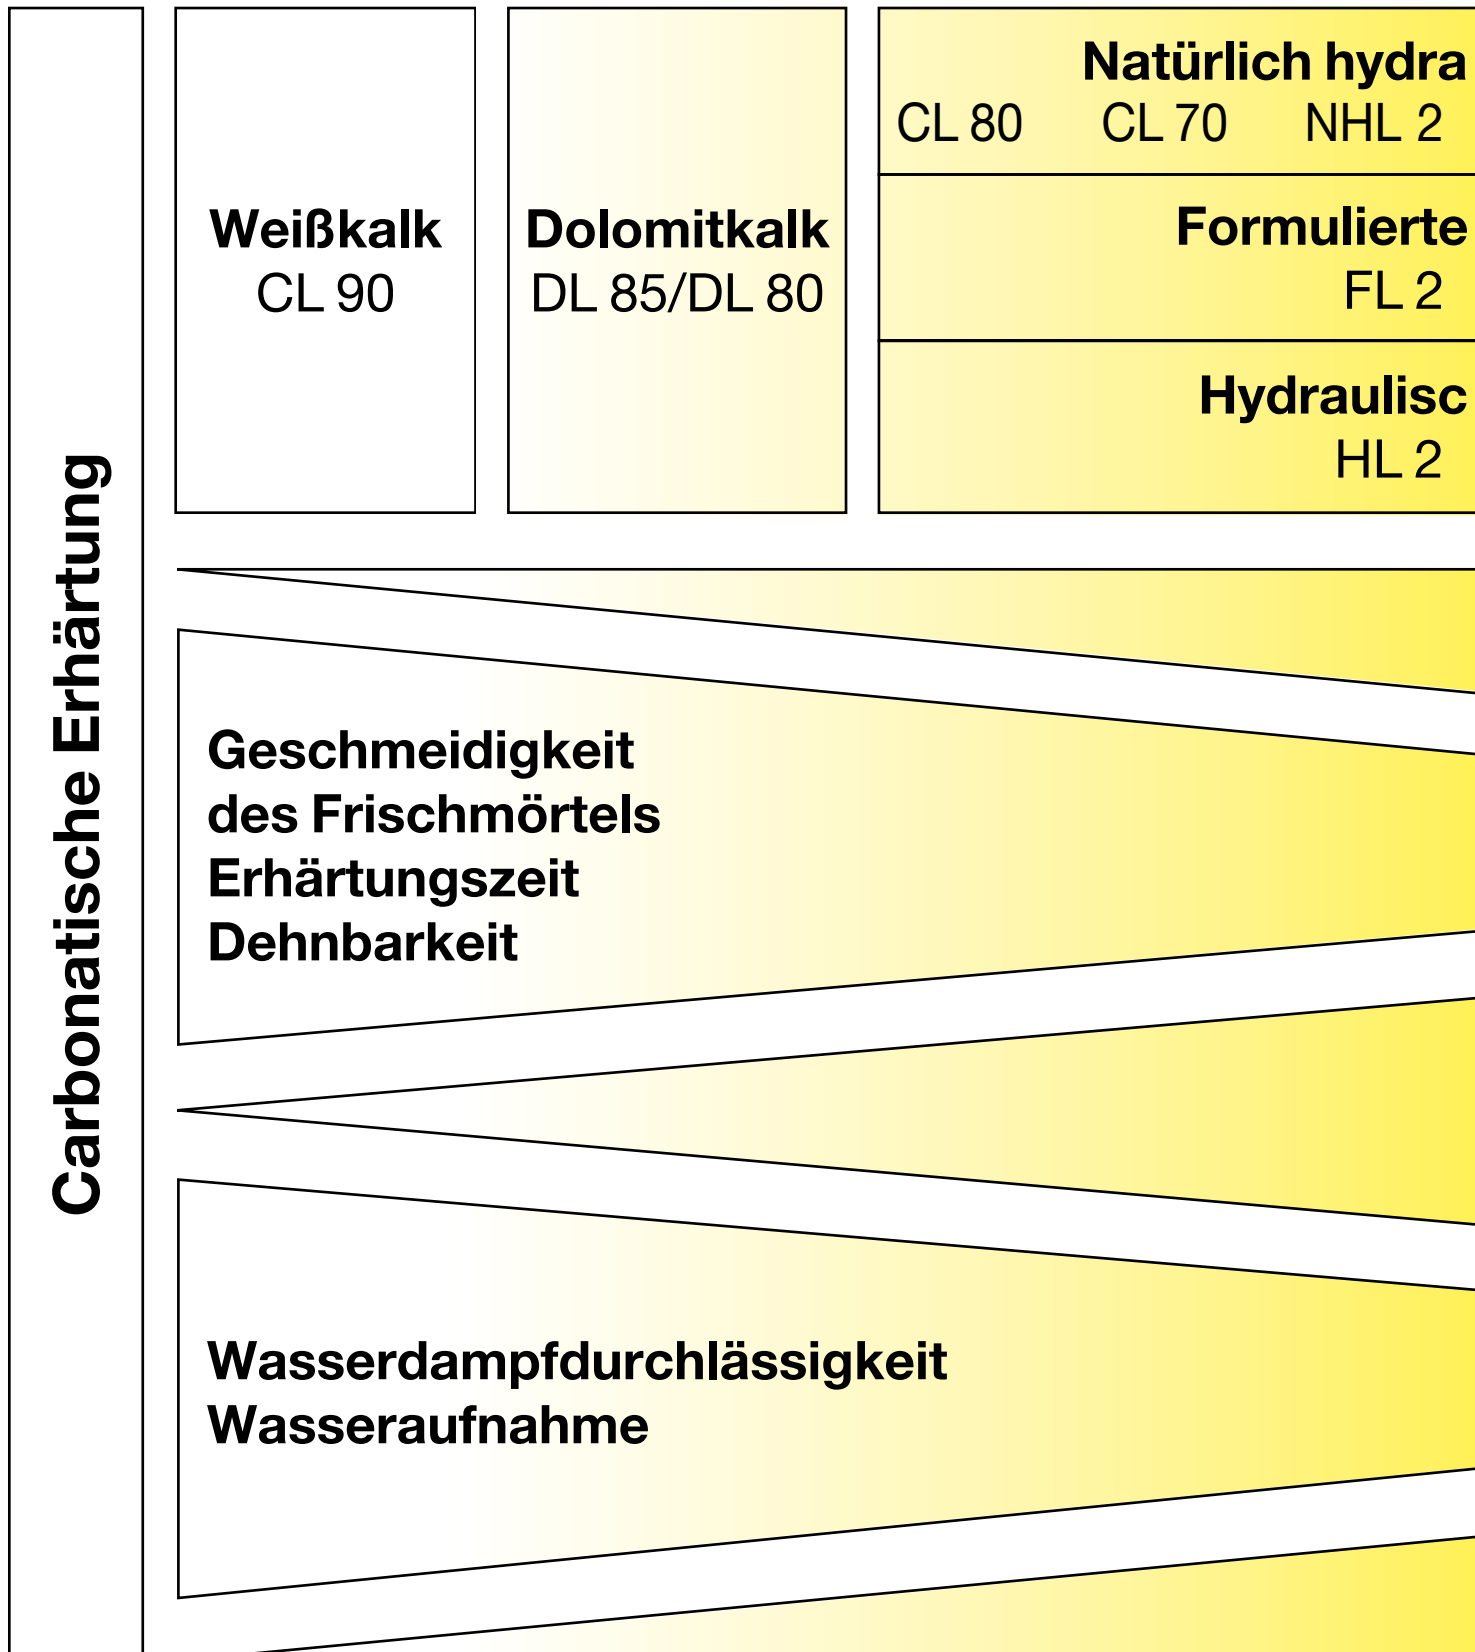 Carbonatische Erhärtung
Weißkalk
CL 90
Dolomitkalk
DL 85/DL 80
Natürlich hydra
CL 80 CL 70 NHL 2
Formulierte
FL 2
Hydraulisc
HL 2
Geschmeidigkeit
des Frischmörtels
Erhärtungszeit
Dehnbarkeit
Wasserdampfdurchlässigkeit
Wasseraufnahme